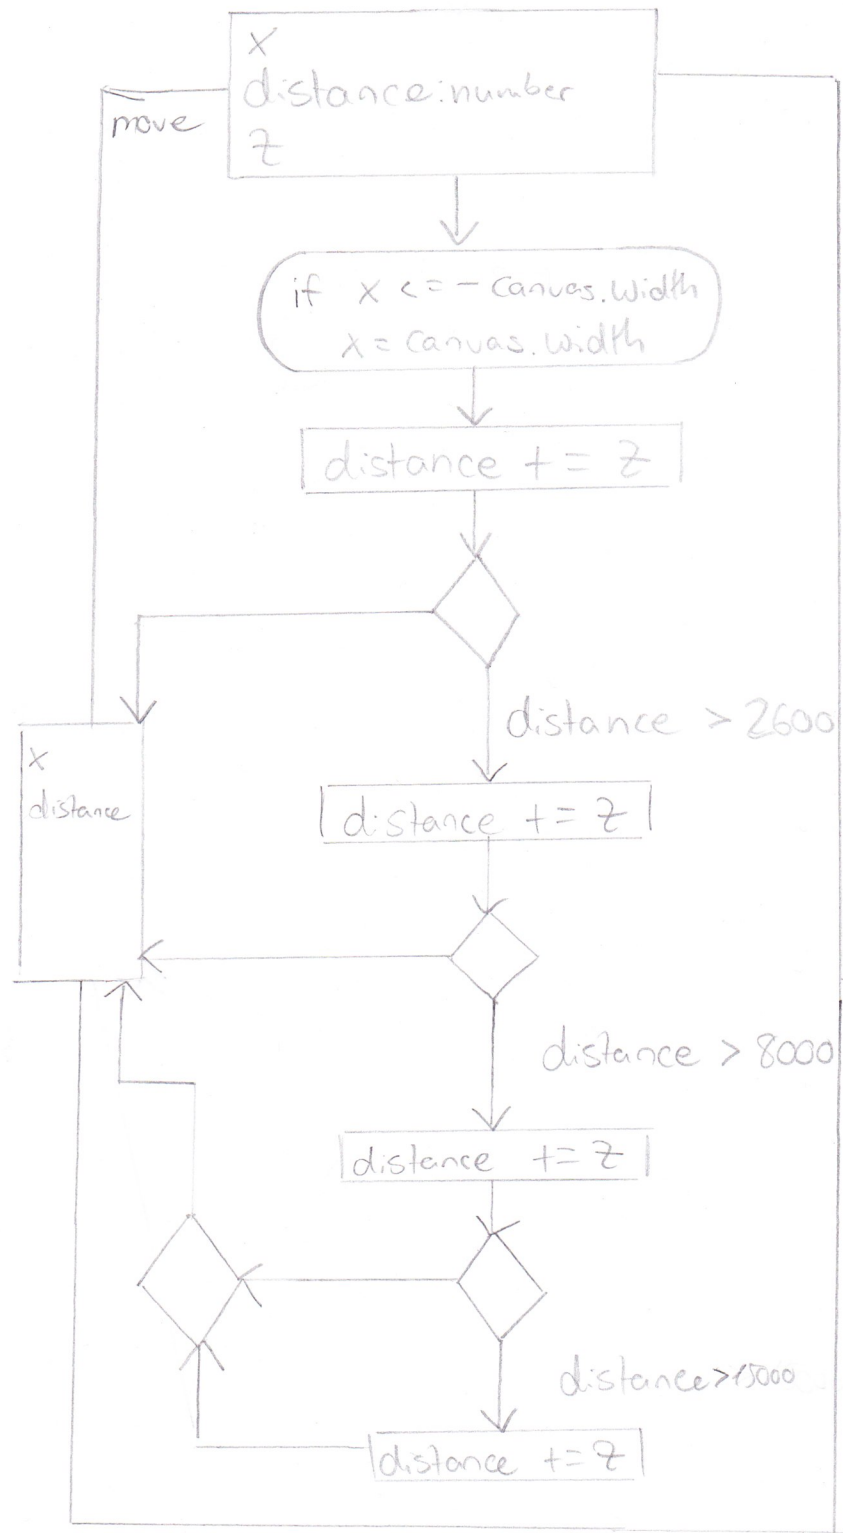 x
distance:number
z
move
if x <= - canvas.width
x = canvas.width
distance += z
distance > 2600
x
distance
distance += z
distance > 8000
distance += z
distance>15000
distance += z